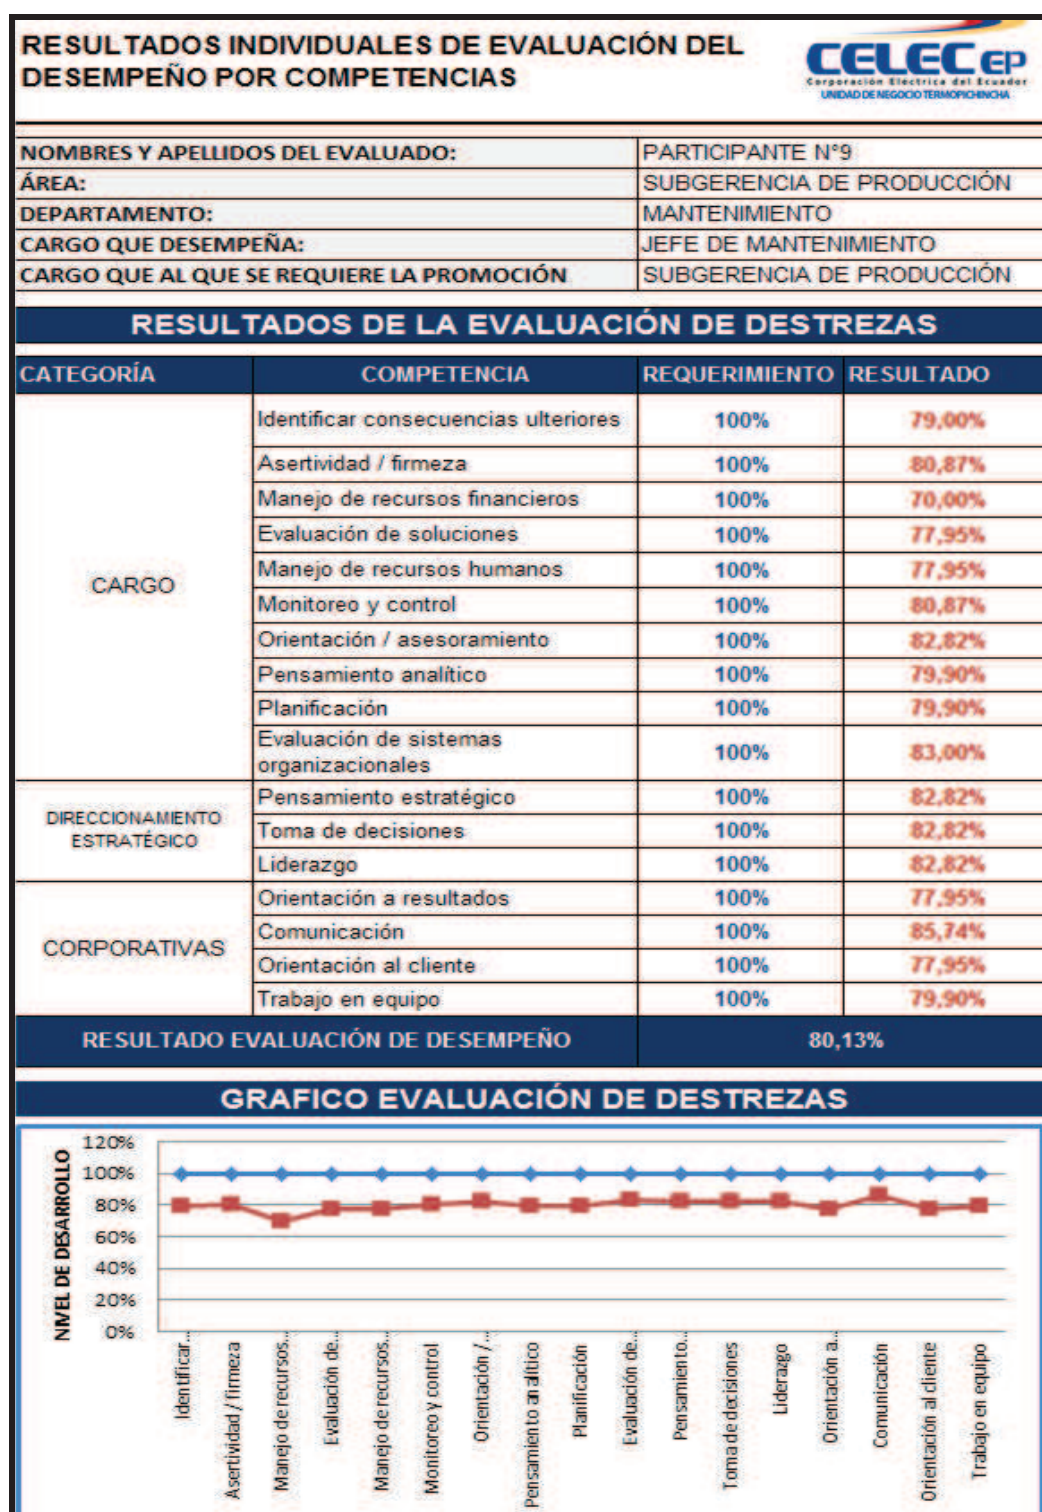 RESULTADOS INDIVIDUALES DE EVALUACIÓN DEL
DESEMPEÑO POR COMPETENCIAS
CELEC EP
Corporación Eléctrica del Ecuador
UNIDAD DE NEGOCIO TERMOPICHINCHA
NOMBRES Y APELLIDOS DEL EVALUADO: PARTICIPANTE N°9
ÁREA: SUBGERENCIA DE PRODUCCIÓN
DEPARTAMENTO: MANTENIMIENTO
CARGO QUE DESEMPEÑA: JEFE DE MANTENIMIENTO
CARGO QUE AL QUE SE REQUIERE LA PROMOCIÓN SUBGERENCIA DE PRODUCCIÓN
RESULTADOS DE LA EVALUACIÓN DE DESTREZAS
CATEGORÍA COMPETENCIA REQUERIMIENTO RESULTADO
CARGO
Identificar consecuencias ulteriores 100% 79,00%
Asertividad / firmeza 100% 80,87%
Manejo de recursos financieros 100% 70,00%
Evaluación de soluciones 100% 77,95%
Manejo de recursos humanos 100% 77,95%
Monitoreo y control 100% 80,87%
Orientación / asesoramiento 100% 82,82%
Pensamiento analítico 100% 79,90%
Planificación 100% 79,90%
Evaluación de sistemas
organizacionales 100% 83,00%
DIRECCIONAMIENTO
ESTRATÉGICO
Pensamiento estratégico 100% 82,82%
Toma de decisiones 100% 82,82%
Liderazgo 100% 82,82%
CORPORATIVAS
Orientación a resultados 100% 77,95%
Comunicación 100% 85,74%
Orientación al cliente 100% 77,95%
Trabajo en equipo 100% 79,90%
RESULTADO EVALUACIÓN DE DESEMPEÑO 80,13%
GRAFICO EVALUACIÓN DE DESTREZAS
NIVEL DE DESARROLLO
120%
100%
80%
60%
40%
20%
0%
Identificar...
Asertividad / firmeza
Manejo de recursos...
Evaluación de...
Manejo de recursos...
Monitoreo y control
Orientación /...
Pensamiento analítico
Planificación
Evaluación de...
Pensamiento...
Toma de decisiones
Liderazgo
Orientación a...
Comunicación
Orientación al cliente
Trabajo en equipo